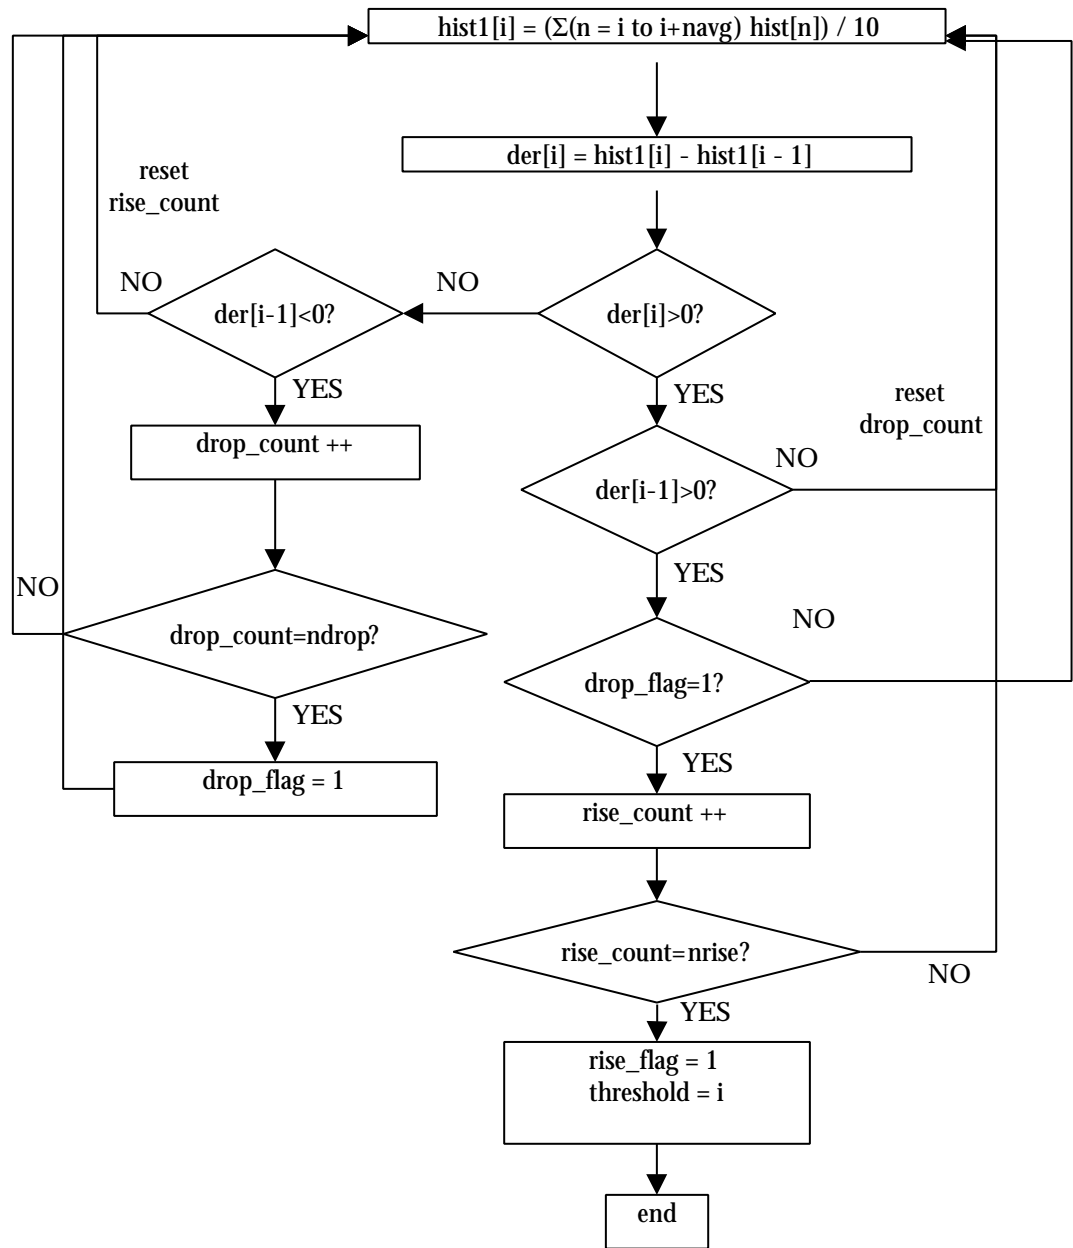 hist1[i] = (Σ(n = i to i+navg) hist[n]) / 10
der[i] = hist1[i] - hist1[i - 1]
reset
rise_count
NO
der[i-1]<0?
NO
der[i]>0?
YES
YES
reset
drop_count
drop_count ++
NO
der[i-1]>0?
YES
NO
drop_count=ndrop?
NO
drop_flag=1?
YES
YES
drop_flag = 1
rise_count ++
rise_count=nrise?
NO
YES
rise_flag = 1
threshold = i
end